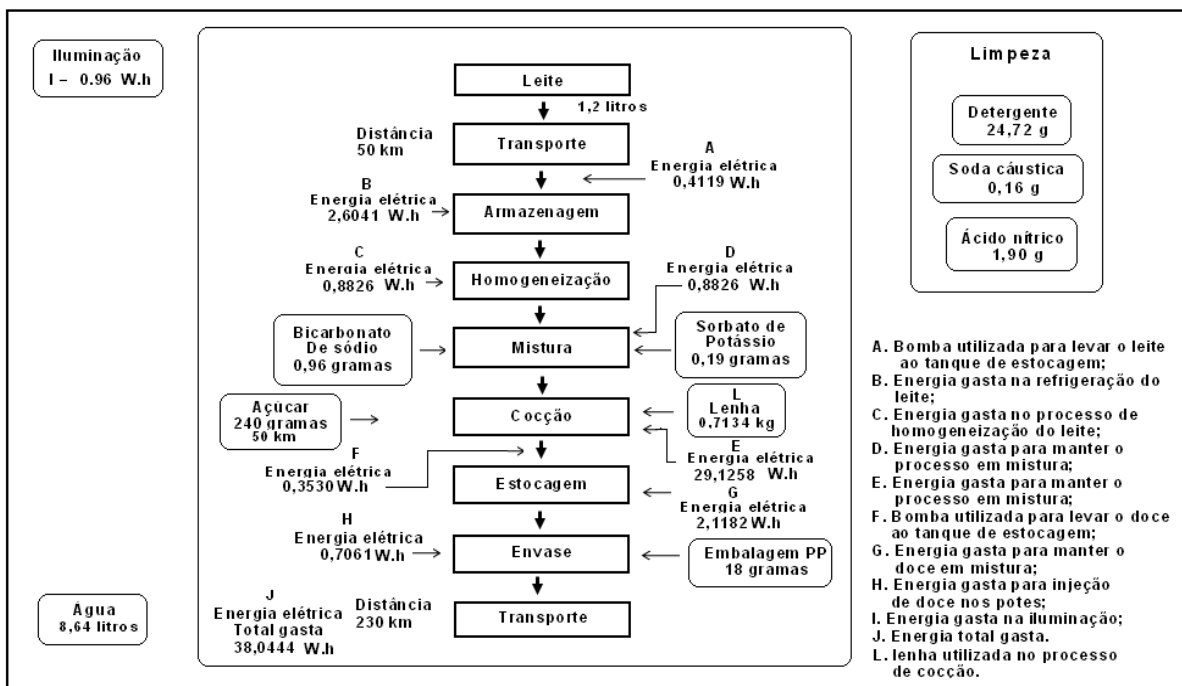 Iluminação
I – 0.96 W.h
Leite
1,2 litros
Distância
50 km
Transporte
A
Energia elétrica
0,4119 W.h
B
Energia elétrica
2,6041 W.h
Armazenagem
C
Energia elétrica
0,8826 W.h
Homogeneização
D
Energia elétrica
0,8826 W.h
Bicarbonato
De sódio
0,96 gramas
Mistura
Sorbato de
Potássio
0,19 gramas
Açúcar
240 gramas
50 km
Cocção
L
Lenha
0,7134 kg
F
Energia elétrica
0,3530 W.h
E
Energia elétrica
29,1258 W.h
Estocagem
G
Energia elétrica
2,1182 W.h
H
Energia elétrica
0,7061 W.h
Envase
Embalagem PP
18 gramas
Água
8,64 litros
J
Energia elétrica
Total gasta
38,0444 W.h
Distância
230 km
Transporte
Limpeza
Detergente
24,72 g
Soda cáustica
0,16 g
Ácido nítrico
1,90 g
A. Bomba utilizada para levar o leite
ao tanque de estocagem;
B. Energia gasta na refrigeração do
leite;
C. Energia gasta no processo de
homogeneização do leite;
D. Energia gasta para manter o
processo em mistura;
E. Energia gasta para manter o
processo em mistura;
F. Bomba utilizada para levar o doce
ao tanque de estocagem;
G. Energia gasta para manter o
doce em mistura;
H. Energia gasta para injeção
de doce nos potes;
I. Energia gasta na iluminação;
J. Energia total gasta.
L. lenha utilizada no processo
de cocção.